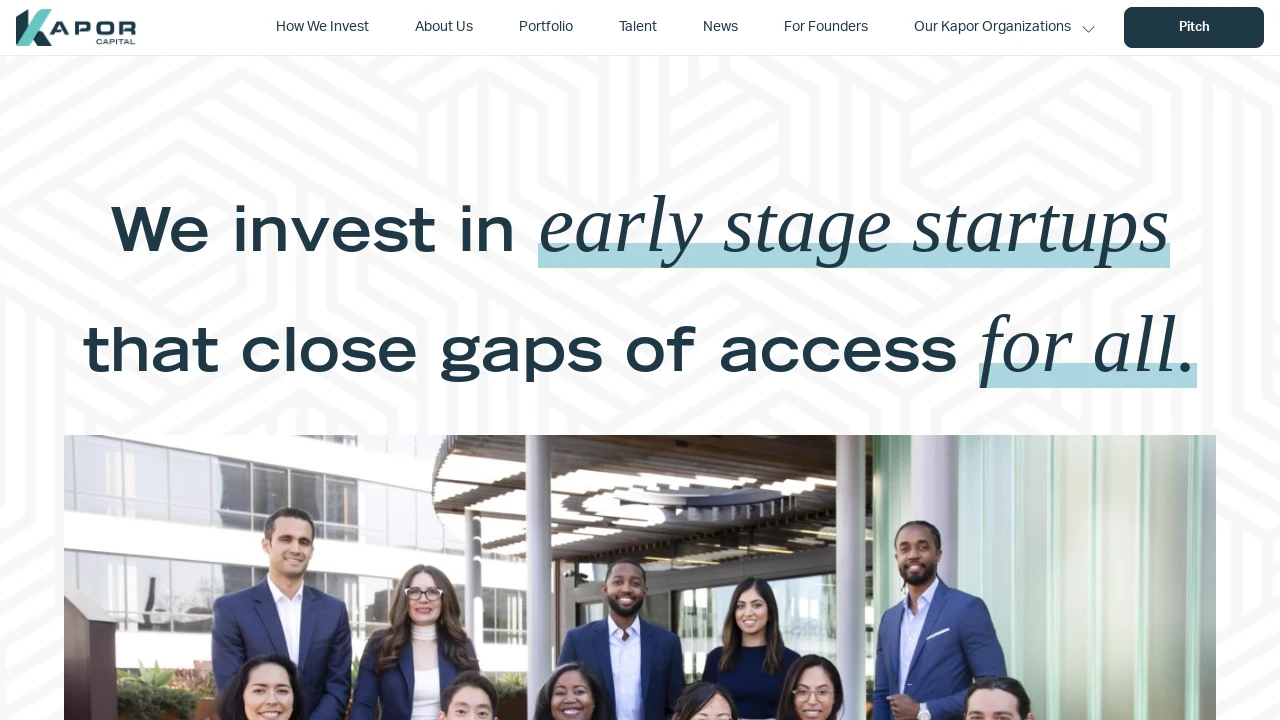 KAPOR
CAPITAL
How We Invest
About Us
Portfolio
Talent
News
For Founders
Our Kapor Organizations
Pitch
We invest in early stage startups
that close gaps of access for all.